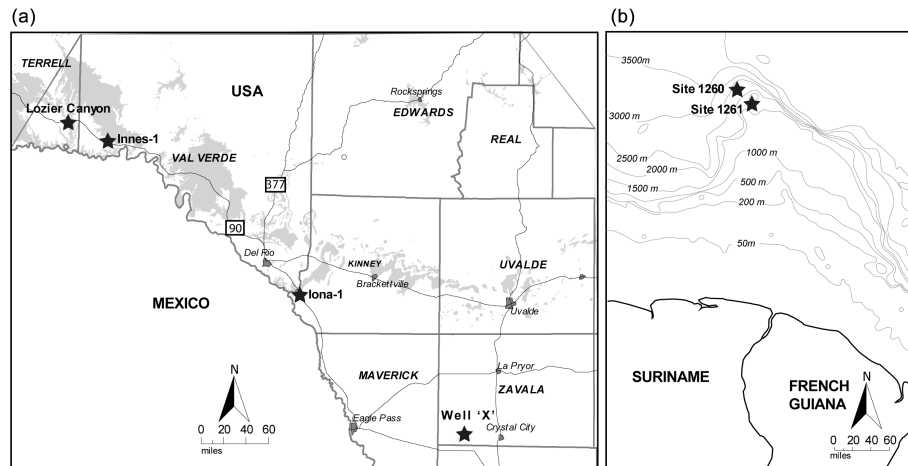 (a)
TERRELL
USA
Lozier Canyon
Innes-1
VAL VERDE
Rocksprings
EDWARDS
REAL
377
90
Del Rio
KINNEY
Brackettville
UVALDE
Uvalde
MEXICO
Iona-1
MAVERICK
La Pryor
ZAVALA
Well ‘X’
Eagle Pass
Crystal City
N
0 20 40 60
miles
(b)
3500m
Site 1260
Site 1261
3000 m
2500 m
2000 m
1000 m
1500 m
500 m
200 m
50m
SURINAME
FRENCH
GUIANA
N
0 20 40 60
miles